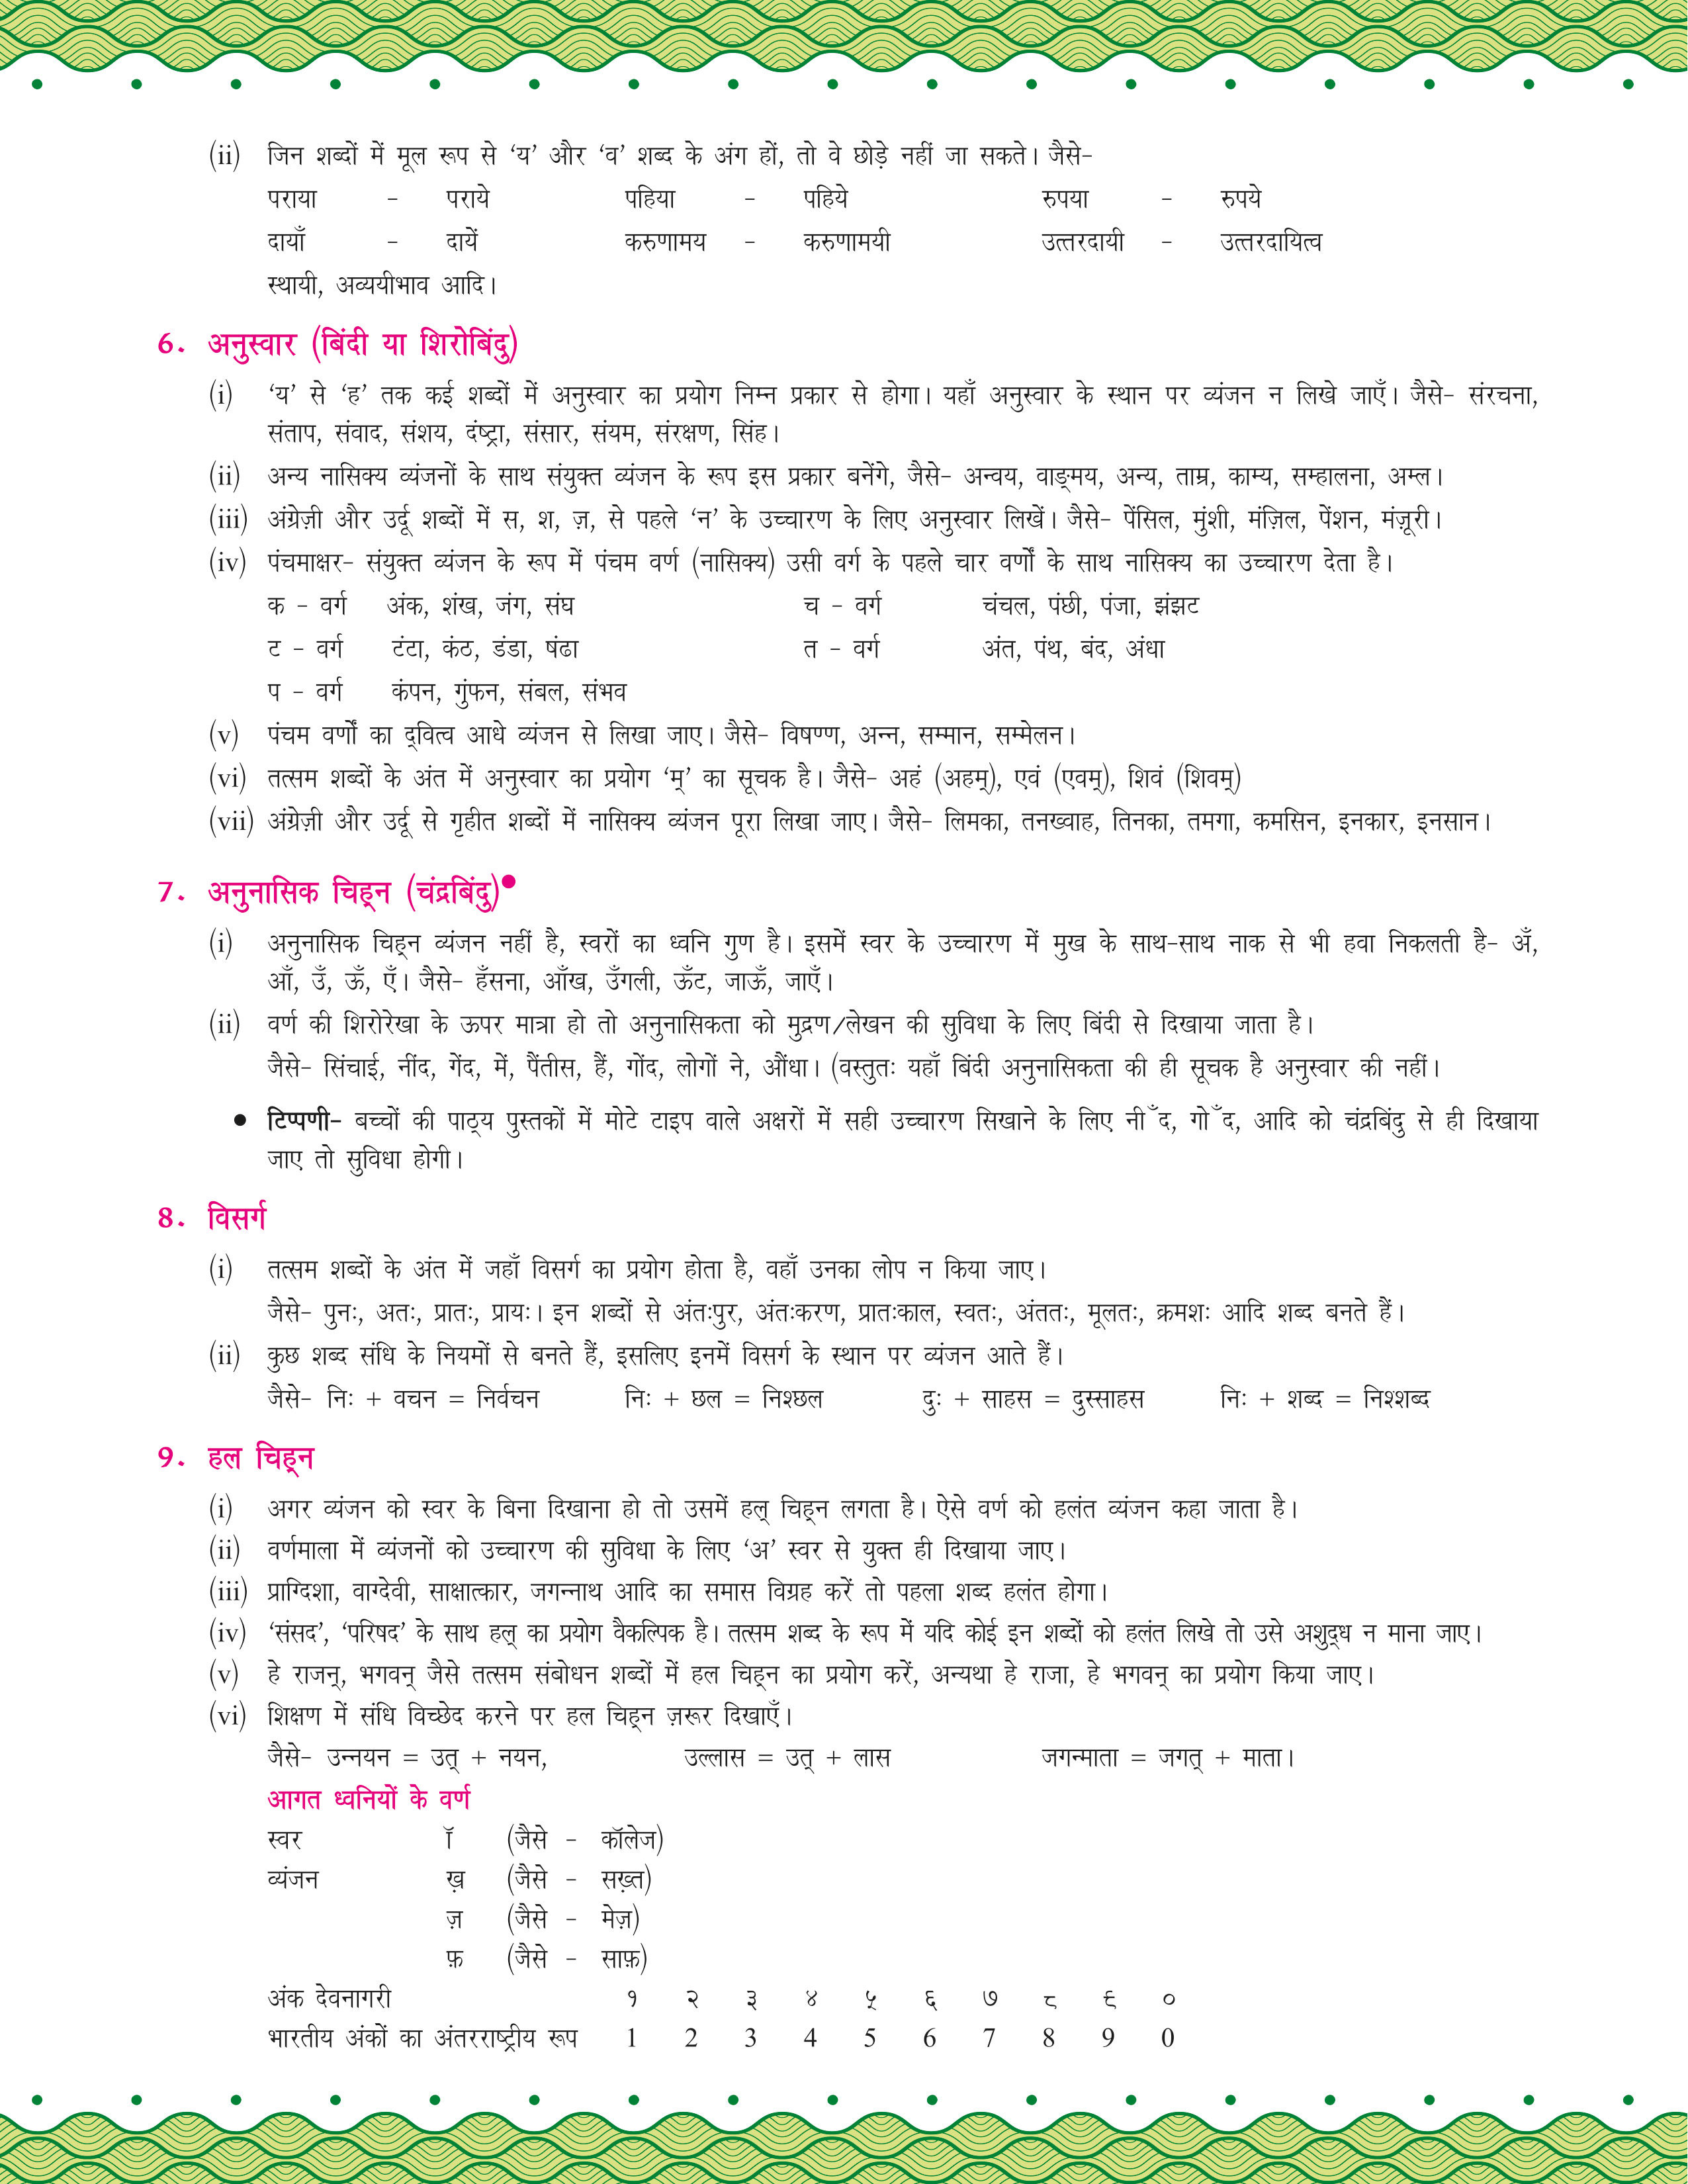 (ii) जिन शब्दों में मूल रूप से ‘य’ और ‘व’ शब्द के अंग हों, तो वे छोड़े नहीं जा सकते। जैसे-
पराया - पराये पहिया - पहिये रुपया - रुपये
दायाँ - दायें करुणामय - करुणामयी उत्तरदायी - उत्तरदायित्व
स्थायी, अव्ययीभाव आदि।
6. अनुस्वार (बिंदी या शिरोबिंदु)
(i) ‘य’ से ‘ह’ तक कई शब्दों में अनुस्वार का प्रयोग निम्न प्रकार से होगा। यहाँ अनुस्वार के स्थान पर व्यंजन न लिखे जाएँ। जैसे- संरचना,
संताप, संवाद, संशय, दंष्ट्रा, संसार, संयम, संरक्षण, सिंह।
(ii) अन्य नासिक्य व्यंजनों के साथ संयुक्त व्यंजन के रूप इस प्रकार बनेंगे, जैसे- अन्वय, वाङ्मय, अन्य, ताम्र, काम्य, सम्हालना, अम्ल।
(iii) अंग्रेज़ी और उर्दू शब्दों में स, श, ज़, से पहले ‘न’ के उच्चारण के लिए अनुस्वार लिखें। जैसे- पेंसिल, मुंशी, मंज़िल, पेंशन, मंज़ूरी।
(iv) पंचमाक्षर- संयुक्त व्यंजन के रूप में पंचम वर्ण (नासिक्य) उसी वर्ग के पहले चार वर्णों के साथ नासिक्य का उच्चारण देता है।
क - वर्ग अंक, शंख, जंग, संघ च - वर्ग चंचल, पंछी, पंजा, झंझट
ट - वर्ग टंटा, कंठ, डंडा, षंढा त - वर्ग अंत, पंथ, बंद, अंधा
प - वर्ग कंपन, गुंफन, संबल, संभव
(v) पंचम वर्णों का द्‌वित्व आधे व्यंजन से लिखा जाए। जैसे- विषण्ण, अन्न, सम्मान, सम्मेलन।
(vi) तत्सम शब्दों के अंत में अनुस्वार का प्रयोग ‘म्’ का सूचक है। जैसे- अहं (अहम्), एवं (एवम्), शिवं (शिवम्)
(vii) अंग्रेज़ी और उर्दू से गृहीत शब्दों में नासिक्य व्यंजन पूरा लिखा जाए। जैसे- लिमका, तनख्वाह, तिनका, तमगा, कमसिन, इनकार, इनसान।
7. अनुनासिक चिह्‌न (चंद्रबिंदु)●
(i) अनुनासिक चिह्‌न व्यंजन नहीं है, स्वरों का ध्वनि गुण है। इसमें स्वर के उच्चारण में मुख के साथ-साथ नाक से भी हवा निकलती है- अँ,
आँ, उँ, ऊँ, एँ। जैसे- हँसना, आँख, उँगली, ऊँट, जाऊँ, जाएँ।
(ii) वर्ण की शिरोरेखा के ऊपर मात्रा हो तो अनुनासिकता को मुद्रण/लेखन की सुविधा के लिए बिंदी से दिखाया जाता है।
जैसे- सिंचाई, नींद, गेंद, में, पैंतीस, हैं, गोंद, लोगों ने, औंधा। (वस्तुतः यहाँ बिंदी अनुनासिकता की ही सूचक है अनुस्वार की नहीं।
● टिप्पणी- बच्चों की पाठ्‌य पुस्तकों में मोटे टाइप वाले अक्षरों में सही उच्चारण सिखाने के लिए नीँद, गोँद, आदि को चंद्रबिंदु से ही दिखाया
जाए तो सुविधा होगी।
8. विसर्ग
(i) तत्सम शब्दों के अंत में जहाँ विसर्ग का प्रयोग होता है, वहाँ उनका लोप न किया जाए।
जैसे- पुनः, अतः, प्रातः, प्रायः। इन शब्दों से अंतःपुर, अंतःकरण, प्रातःकाल, स्वतः, अंततः, मूलतः, क्रमशः आदि शब्द बनते हैं।
(ii) कुछ शब्द संधि के नियमों से बनते हैं, इसलिए इनमें विसर्ग के स्थान पर व्यंजन आते हैं।
जैसे- निः + वचन = निर्वचन निः + छल = निश्छल दुः + साहस = दुस्साहस निः + शब्द = निश्शब्द
9. हल चिह्‌न
(i) अगर व्यंजन को स्वर के बिना दिखाना हो तो उसमें हल् चिह्‌न लगता है। ऐसे वर्ण को हलंत व्यंजन कहा जाता है।
(ii) वर्णमाला में व्यंजनों को उच्चारण की सुविधा के लिए ‘अ’ स्वर से युक्त ही दिखाया जाए।
(iii) प्राग्दिशा, वाग्देवी, साक्षात्कार, जगन्नाथ आदि का समास विग्रह करें तो पहला शब्द हलंत होगा।
(iv) ‘संसद’, ‘परिषद’ के साथ हल् का प्रयोग वैकल्पिक है। तत्सम शब्द के रूप में यदि कोई इन शब्दों को हलंत लिखे तो उसे अशुद्‌ध न माना जाए।
(v) हे राजन्, भगवन् जैसे तत्सम संबोधन शब्दों में हल चिह्‌न का प्रयोग करें, अन्यथा हे राजा, हे भगवन् का प्रयोग किया जाए।
(vi) शिक्षण में संधि विच्छेद करने पर हल चिह्‌न ज़रूर दिखाएँ।
जैसे- उन्नयन = उत् + नयन, उल्लास = उत् + लास जगन्माता = जगत् + माता।
आगत ध्वनियों के वर्ण
स्वर ॉ (जैसे - कॉलेज)
व्यंजन ख़ (जैसे - सख़्त)
ज़ (जैसे - मेज़)
फ़ (जैसे - साफ़)
अंक देवनागरी १ २ ३ ४ ५ ६ ७ ८ ९ ०
भारतीय अंकों का अंतरराष्ट्रीय रूप 1 2 3 4 5 6 7 8 9 0